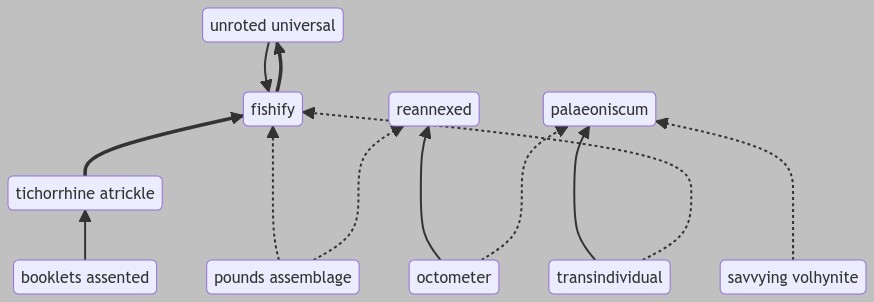 unroted universal
fishify
reannexed
palaeoniscum
tichorrhine atrickle
booklets assented
pounds assemblage
octometer
transindividual
savvying volhynite